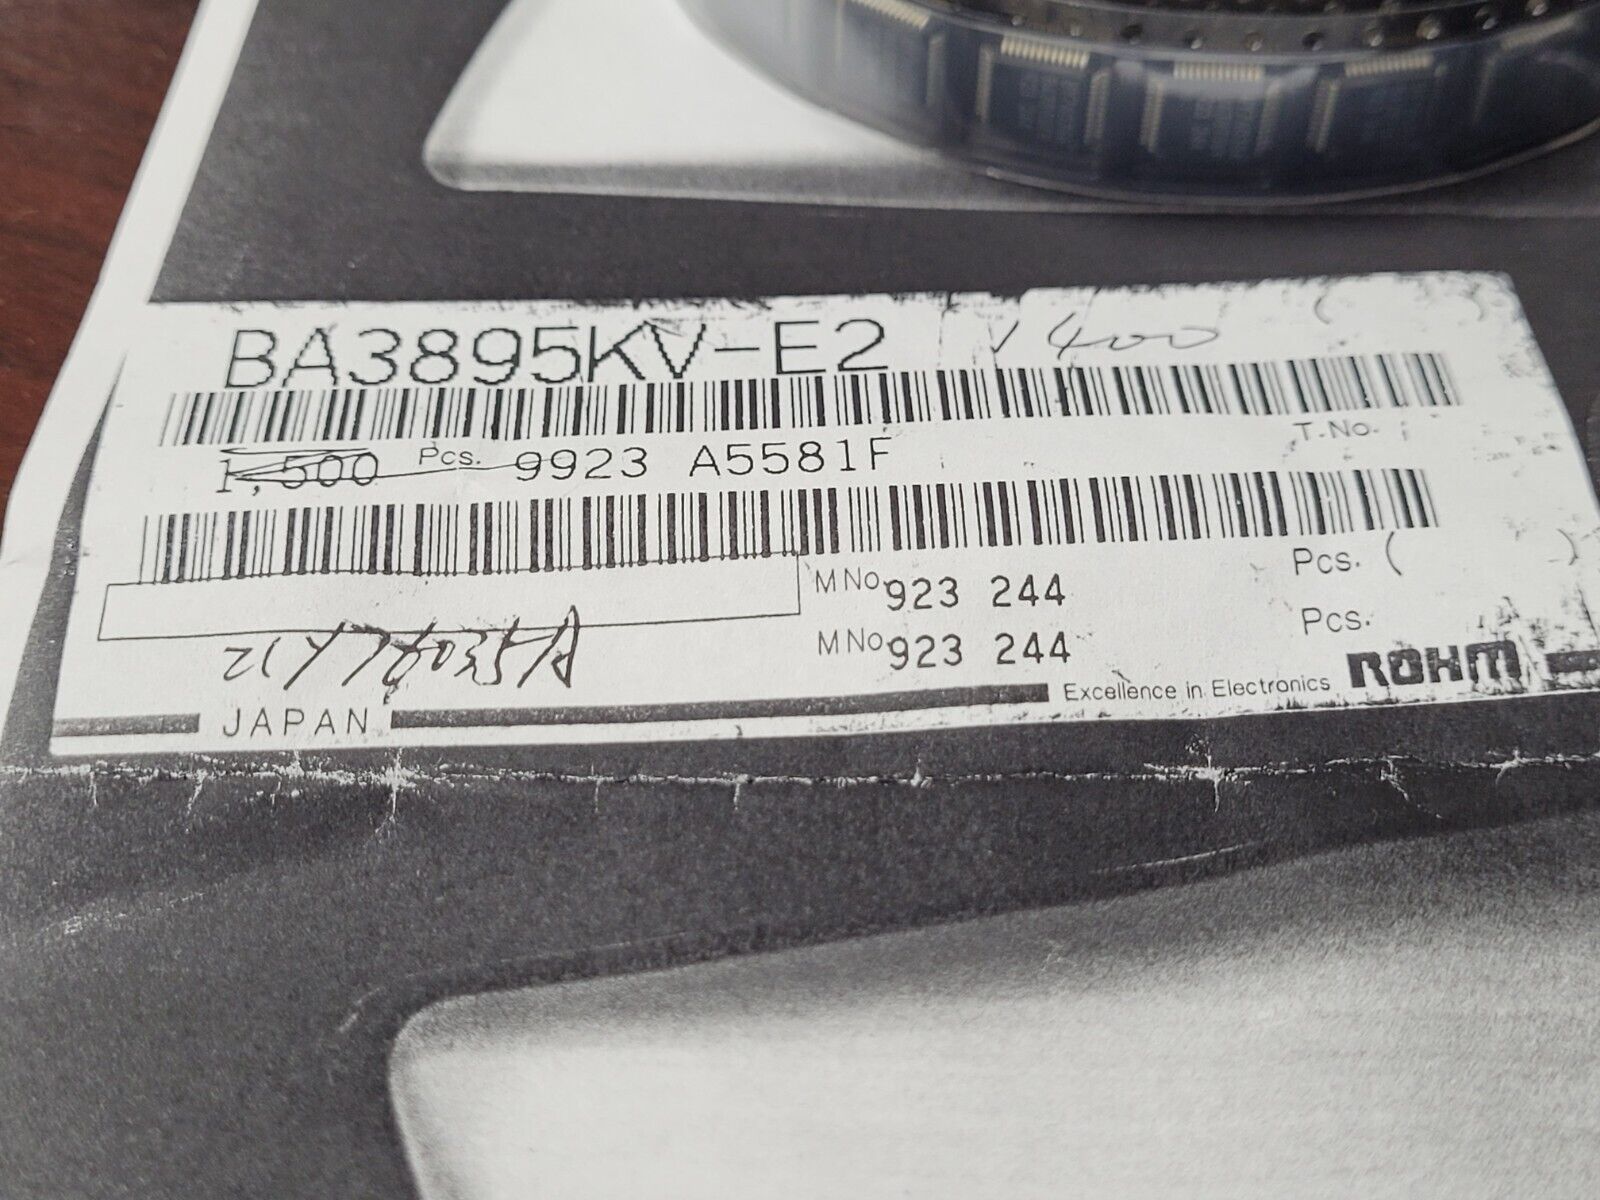 BA3895KV-E2 1400
1,500 Pcs. 9923 A5581F T.No.
Pcs. ( )
MNo 923 244
Pcs.
MNo 923 244
Excellence in Electronics ROHM
JAPAN